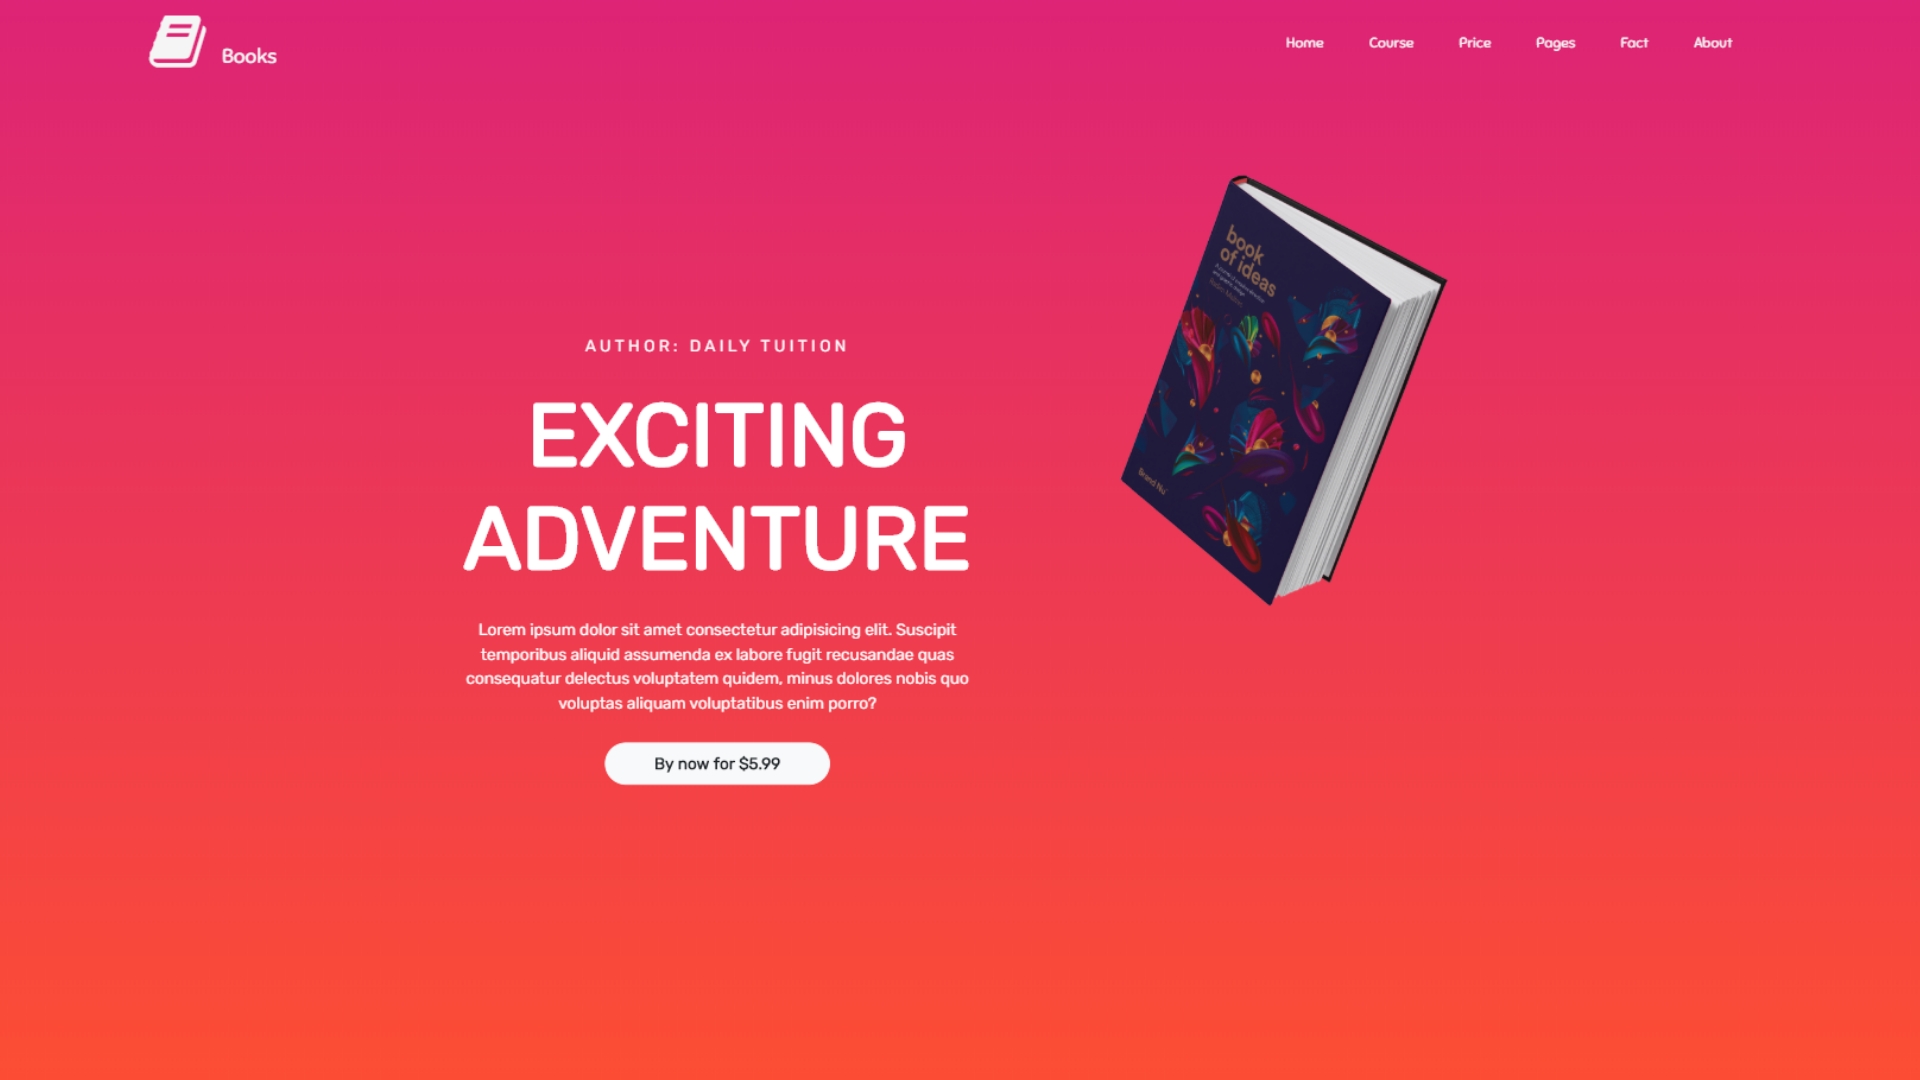 Books
Home
Course
Price
Pages
Fact
About
book
of ideas
AUTHOR: DAILY TUITION
EXCITING
ADVENTURE
Brand Nu
Lorem ipsum dolor sit amet consectetur adipisicing elit. Suscipit
temporibus aliquid assumenda ex labore fugit recusandae quas
consequatur delectus voluptatem quidem, minus dolores nobis quo
voluptas aliquam voluptatibus enim porro?
By now for $5.99